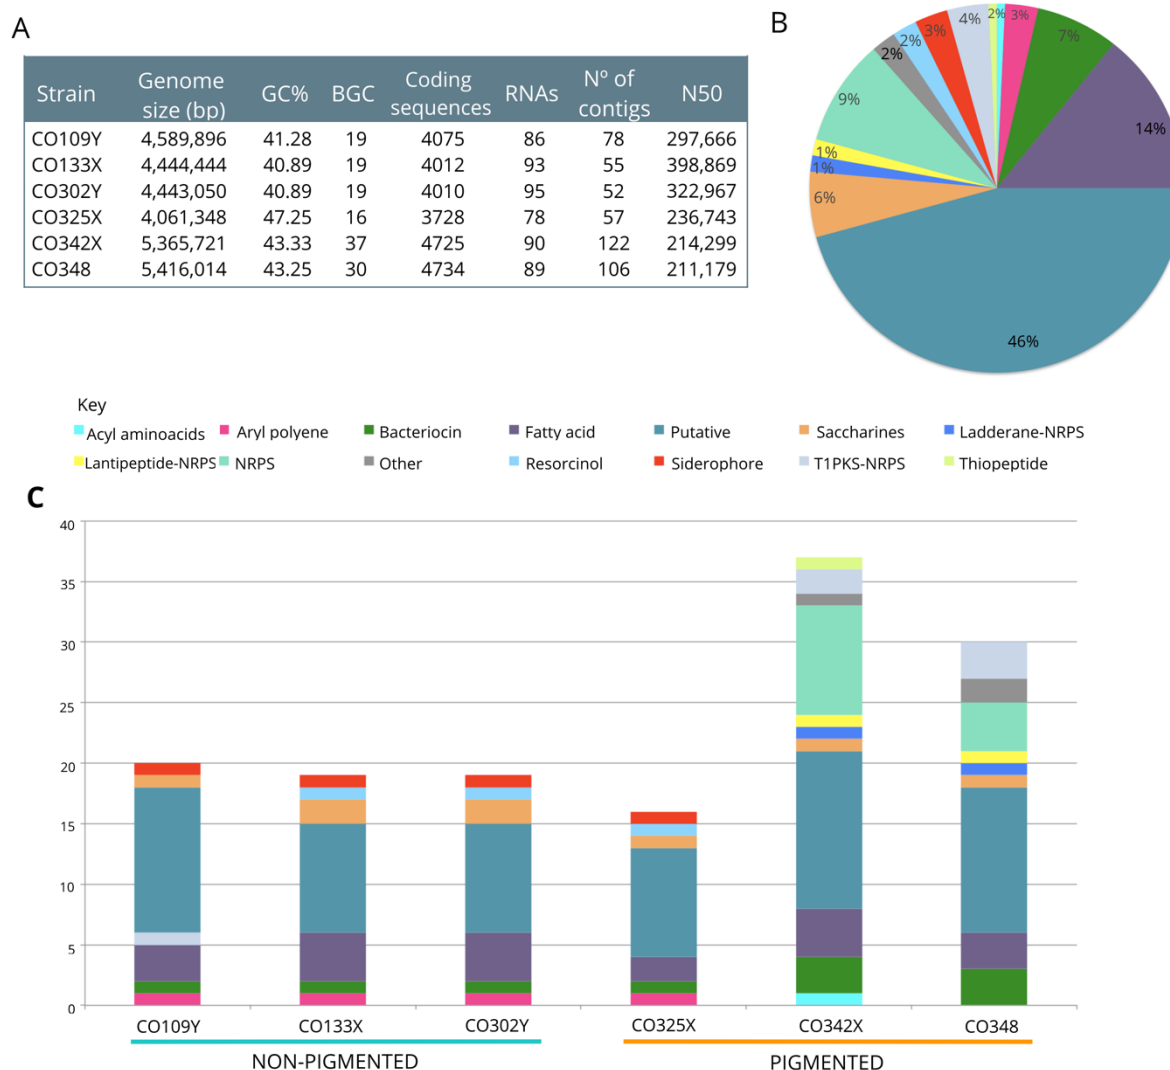 A
Strain Genome size (bp) GC% BGC Coding sequences RNAs Nº of contigs N50
CO109Y 4,589,896 41.28 19 4075 86 78 297,666
CO133X 4,444,444 40.89 19 4012 93 55 398,869
CO302Y 4,443,050 40.89 19 4010 95 52 322,967
CO325X 4,061,348 47.25 16 3728 78 57 236,743
CO342X 5,365,721 43.33 37 4725 90 122 214,299
CO348 5,416,014 43.25 30 4734 89 106 211,179
B
2%
3%
7%
14%
46%
6%
1%
1%
9%
2%
2%
3%
4%
Key
Acyl aminoacids Aryl polyene Bacteriocin Fatty acid Putative Saccharines Ladderane-NRPS
Lantipeptide-NRPS NRPS Other Resorcinol Siderophore T1PKS-NRPS Thiopeptide
C
40
35
30
25
20
15
10
5
0
CO109Y CO133X CO302Y CO325X CO342X CO348
NON-PIGMENTED PIGMENTED